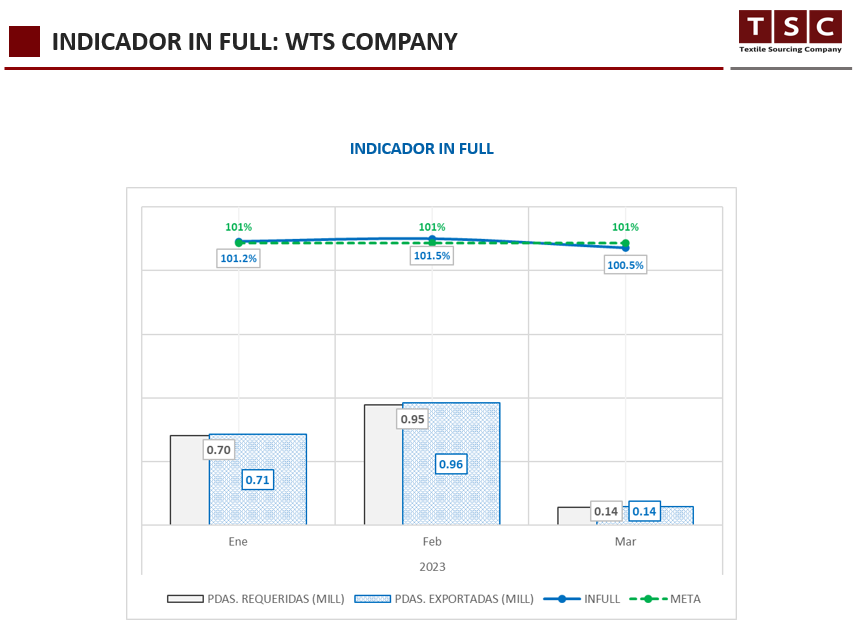 INDICADOR IN FULL: WTS COMPANY
TSC
Textile Sourcing Company
INDICADOR IN FULL
101% 101% 101%
101.2% 101.5% 100.5%
0.70 0.95 0.14 0.14
0.71 0.96
Ene Feb Mar
2023
PDAS. REQUERIDAS (MILL) PDAS. EXPORTADAS (MILL) INFULL META